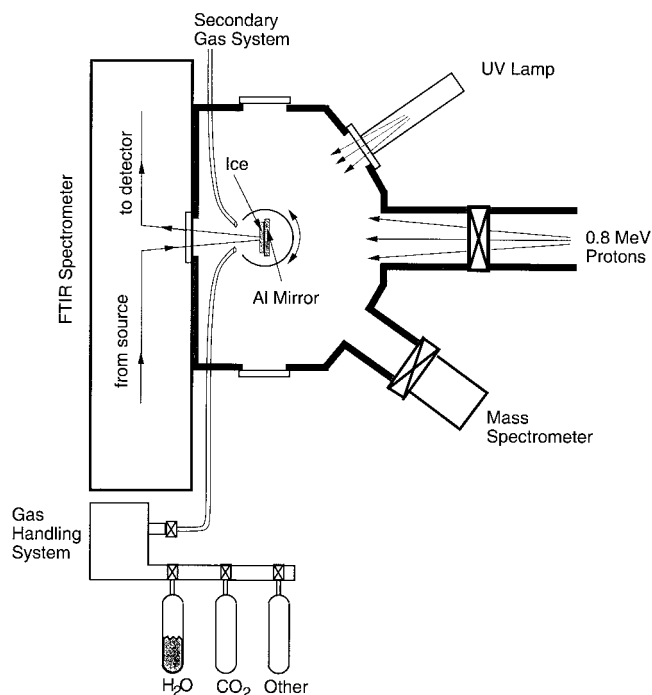 Secondary
Gas System
UV Lamp
Ice
to detector
FTIR Spectrometer
0.8 MeV
Protons
Al Mirror
from source
Mass
Spectrometer
Gas
Handling
System
H2O
CO2
Other